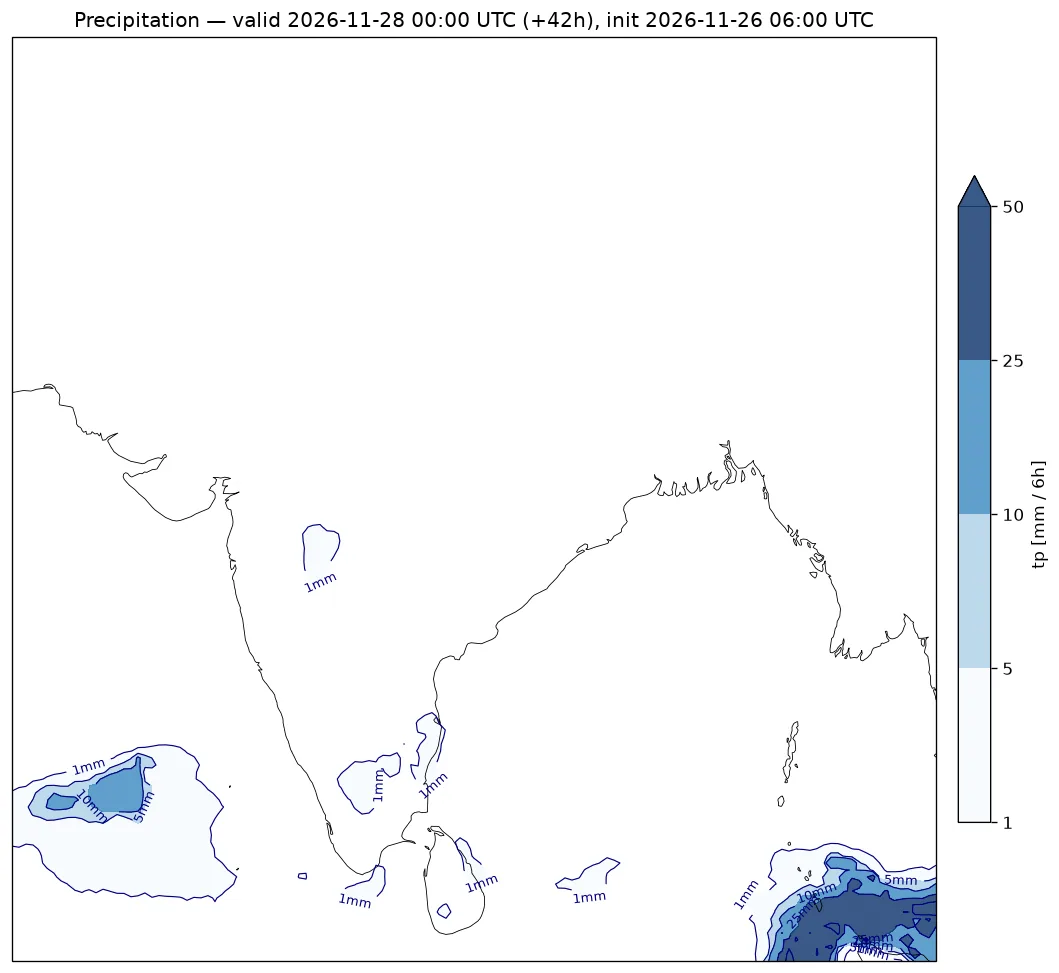 Precipitation — valid 2026-11-28 00:00 UTC (+42h), init 2026-11-26 06:00 UTC
50
25
10
5
1
tp [mm / 6h]
1mm
1mm
10mm
5mm
1mm
1mm
1mm
1mm
1mm
1mm
5mm
10mm
25mm